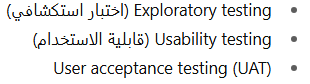 Exploratory testing (اختبار استكشافي)
Usability testing (قابلية الاستخدام)
User acceptance testing (UAT)